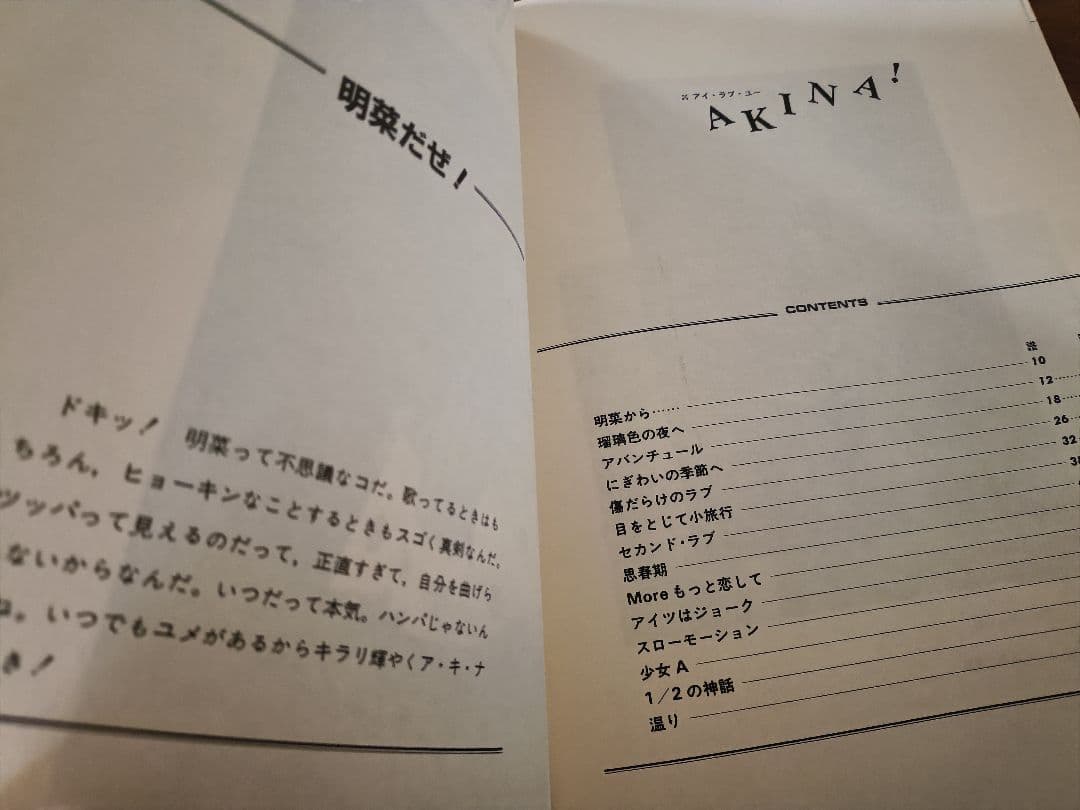 明菜だぜ！
ドキッ！ 明菜って不思議なコだ。歌ってるときはも
もちろん，ヒョーキンなことするときもスゴく真剣なんだ。
ツッパって見えるのだって，正直すぎて，自分を曲げら
ないからなんだ。いつだって本気。ハンパじゃないん
ね。いつでもユメがあるからキラリ輝やくア・キ・ナ
き！
アイ・ラブ・ユー
AKINA!
CONTENTS
譜
明菜から…… 10
瑠璃色の夜へ 12
アバンチュール 18
にぎわいの季節へ 26
傷だらけのラブ 32
目をとじて小旅行
セカンド・ラブ
思春期
Moreもっと恋して
アイツはジョーク
スローモーション
少女A
1／2の神話
温り